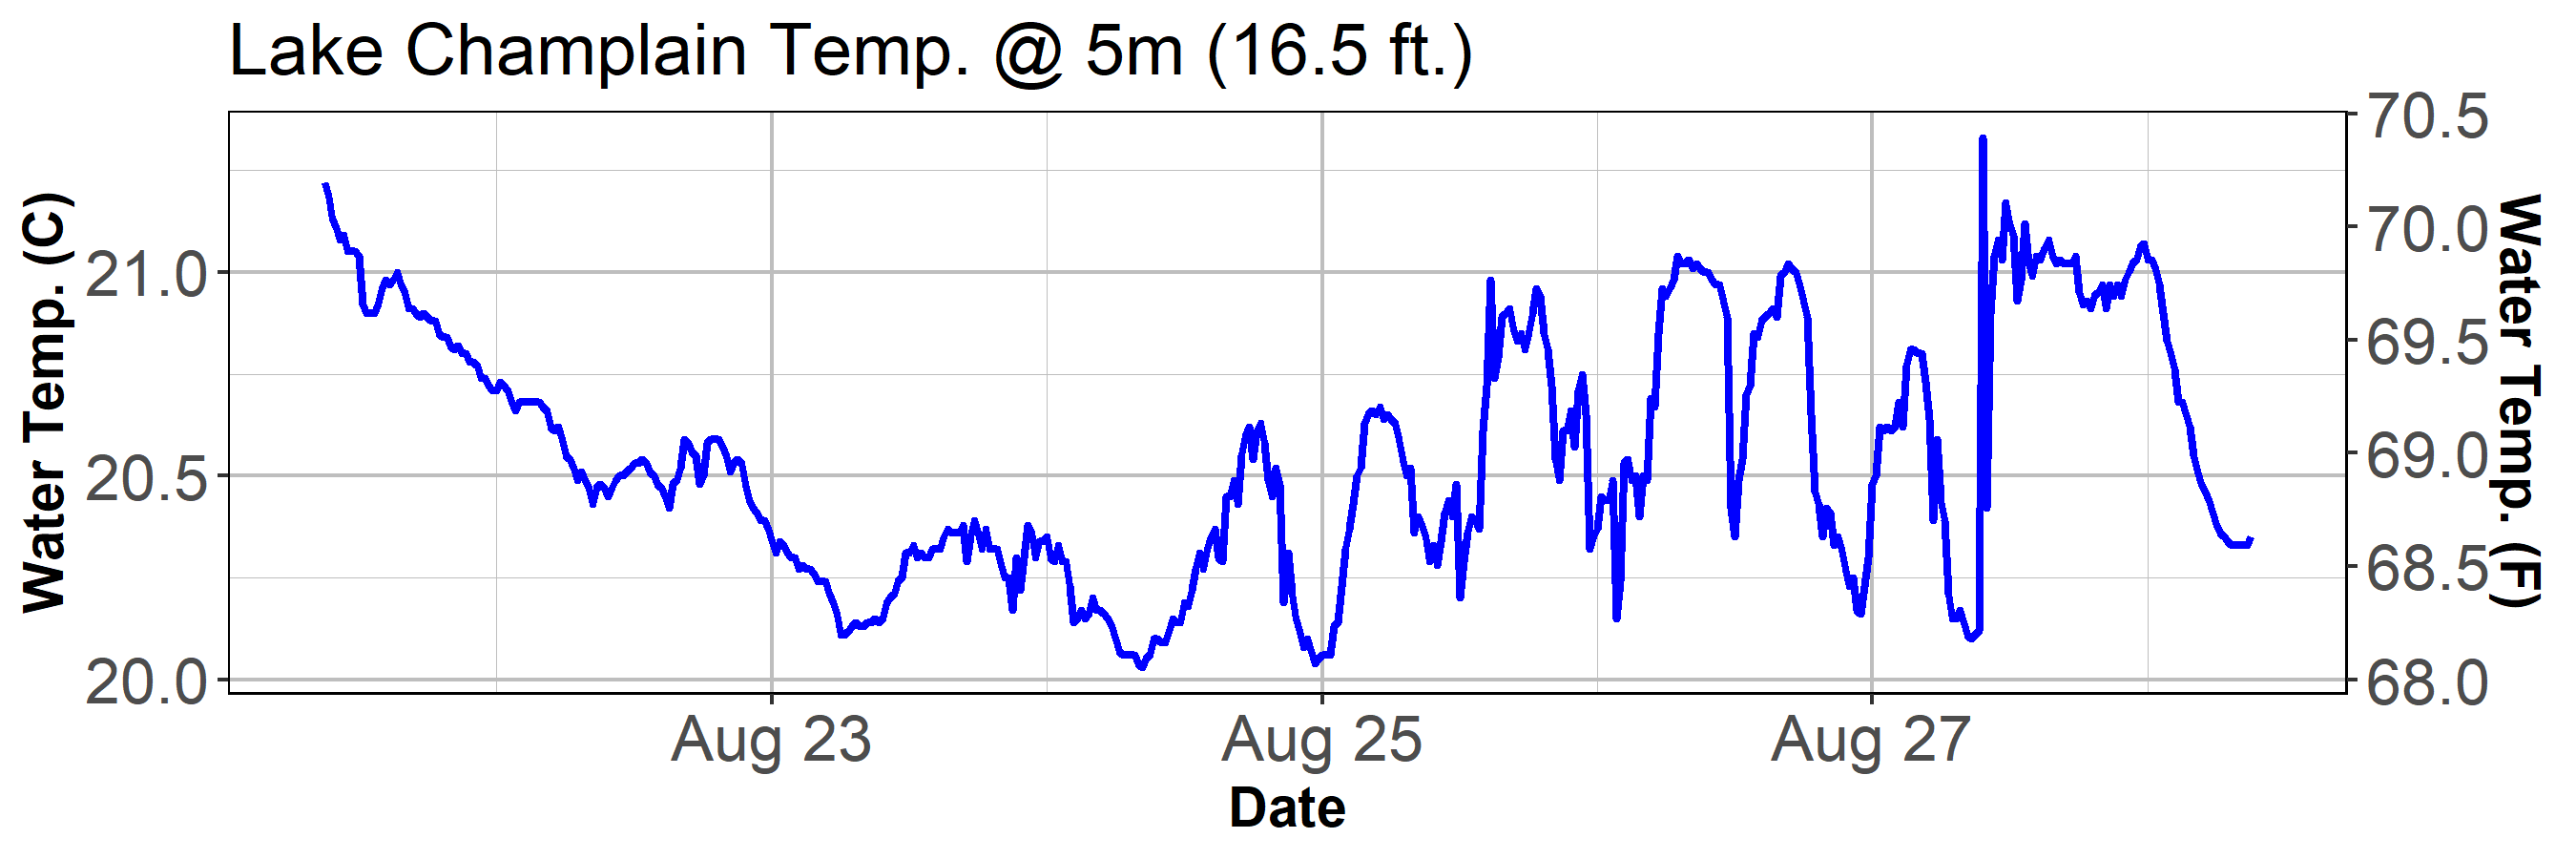 Lake Champlain Temp. @ 5m (16.5 ft.)
Water Temp. (C)
21.0
20.5
20.0
70.5
70.0
69.5
69.0
68.5
68.0
Water Temp. (F)
Aug 23
Aug 25
Aug 27
Date